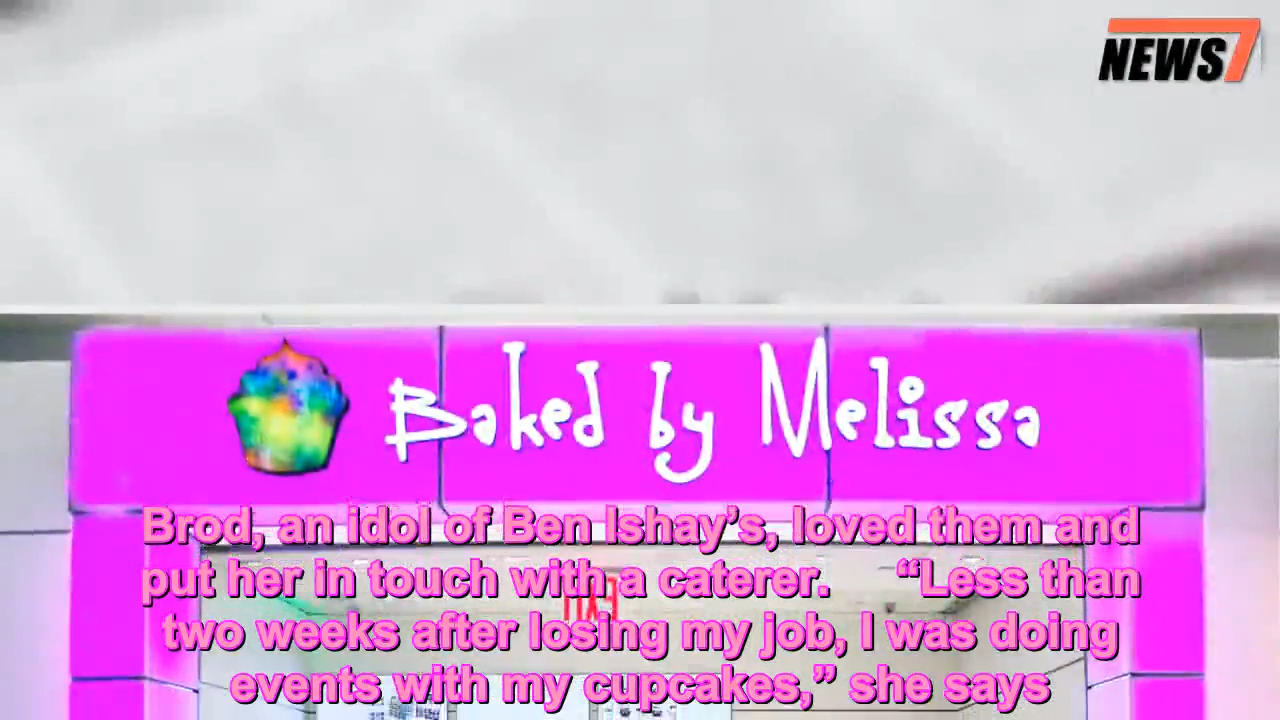 NEWS7
Baked by Melissa
Brod, an idol of Ben Ishay’s, loved them and
put her in touch with a caterer. “Less than
two weeks after losing my job, I was doing
events with my cupcakes,” she says
EXIT